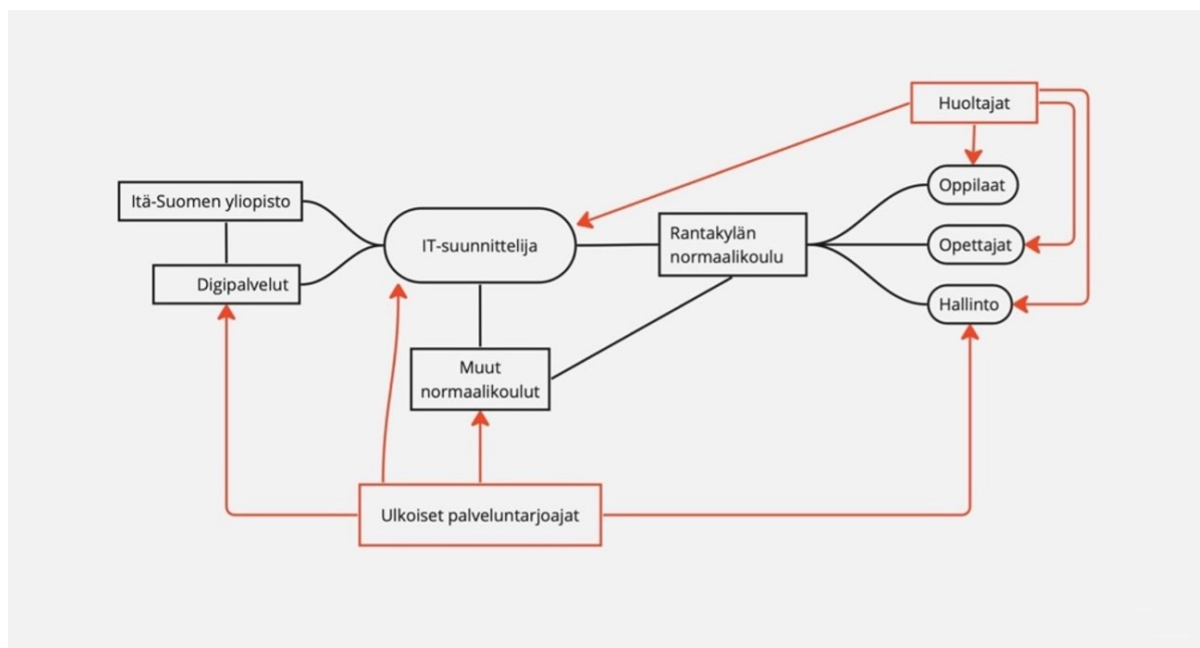 Huoltajat
Itä-Suomen yliopisto
Digipalvelut
IT-suunnittelija
Rantakylän
normaalikoulu
Oppilaat
Opettajat
Hallinto
Muut
normaalikoulut
Ulkoiset palveluntarjoajat